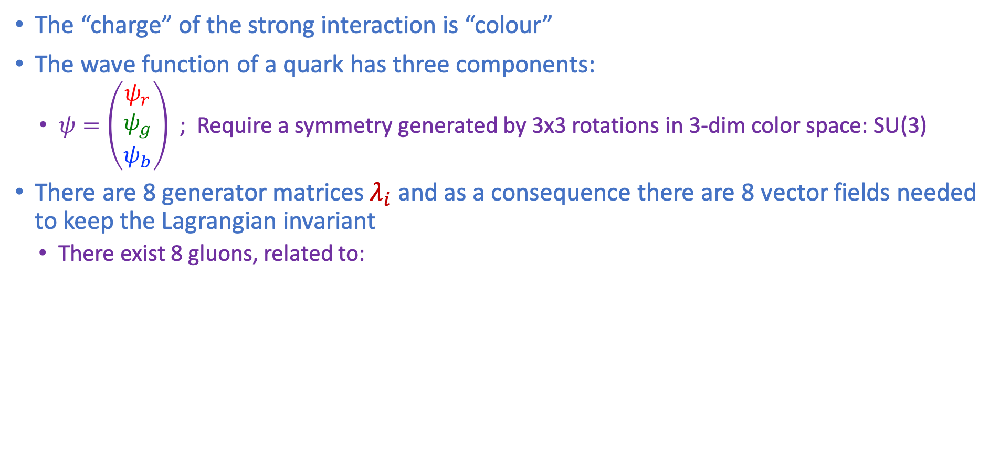 • The “charge” of the strong interaction is “colour”
• The wave function of a quark has three components:
• ψ = (ψ_r ψ_g ψ_b) ; Require a symmetry generated by 3x3 rotations in 3-dim color space: SU(3)
• There are 8 generator matrices λ_i and as a consequence there are 8 vector fields needed
to keep the Lagrangian invariant
• There exist 8 gluons, related to: